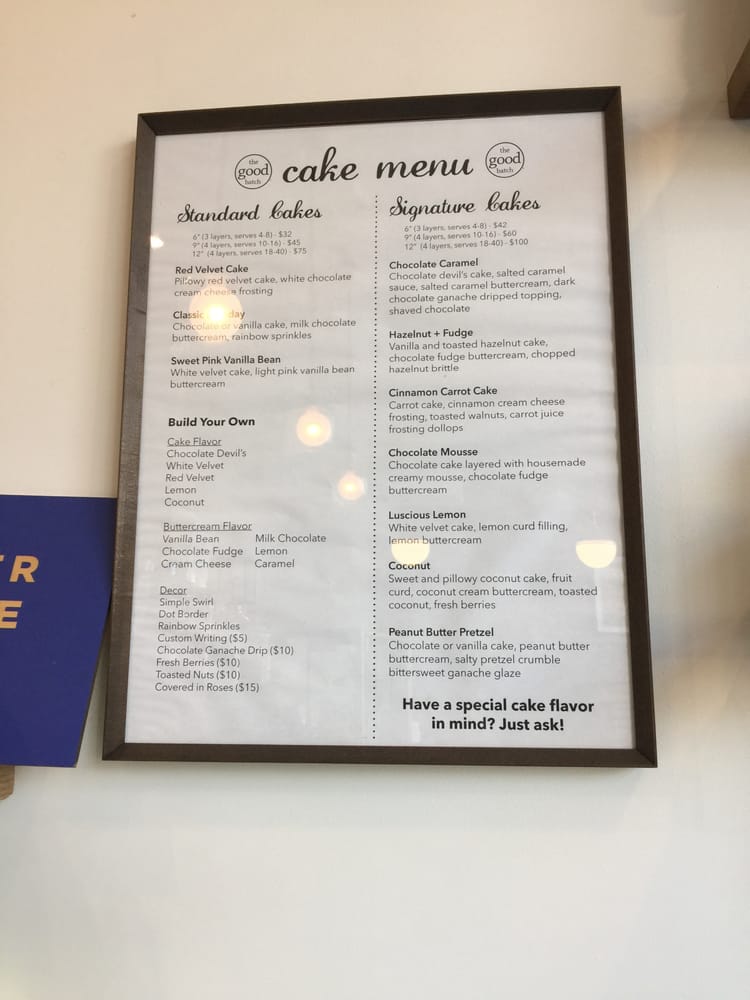 the
good
batch
cake menu
the
good
batch
Standard Cakes
6" (3 layers, serves 4-8) - $32
9" (4 layers, serves 10-16) - $45
12" (4 layers, serves 18-40) - $75
Red Velvet Cake
Pillowy red velvet cake, white chocolate
cream cheese frosting
Classic
Chocolate or vanilla cake, milk chocolate
buttercream, rainbow sprinkles
Sweet Pink Vanilla Bean
White velvet cake, light pink vanilla bean
buttercream
Build Your Own
Cake Flavor
Chocolate Devil's
White Velvet
Red Velvet
Lemon
Coconut
Buttercream Flavor
Vanilla Bean Milk Chocolate
Chocolate Fudge Lemon
Cream Cheese Caramel
Decor
Simple Swirl
Dot Border
Rainbow Sprinkles
Custom Writing ($5)
Chocolate Ganache Drip ($10)
Fresh Berries ($10)
Toasted Nuts ($10)
Covered in Roses ($15)
Signature Cakes
6" (3 layers, serves 4-8) - $42
9" (4 layers, serves 10-16) - $60
12" (4 layers, serves 18-40) - $100
Chocolate Caramel
Chocolate devil's cake, salted caramel
sauce, salted caramel buttercream, dark
chocolate ganache dripped topping,
shaved chocolate
Hazelnut + Fudge
Vanilla and toasted hazelnut cake,
chocolate fudge buttercream, chopped
hazelnut brittle
Cinnamon Carrot Cake
Carrot cake, cinnamon cream cheese
frosting, toasted walnuts, carrot juice
frosting dollops
Chocolate Mousse
Chocolate cake layered with housemade
creamy mousse, chocolate fudge
buttercream
Luscious Lemon
White velvet cake, lemon curd filling,
lemon buttercream
Coconut
Sweet and pillowy coconut cake, fruit
curd, coconut cream buttercream, toasted
coconut, fresh berries
Peanut Butter Pretzel
Chocolate or vanilla cake, peanut butter
buttercream, salty pretzel crumble
bittersweet ganache glaze
Have a special cake flavor
in mind? Just ask!